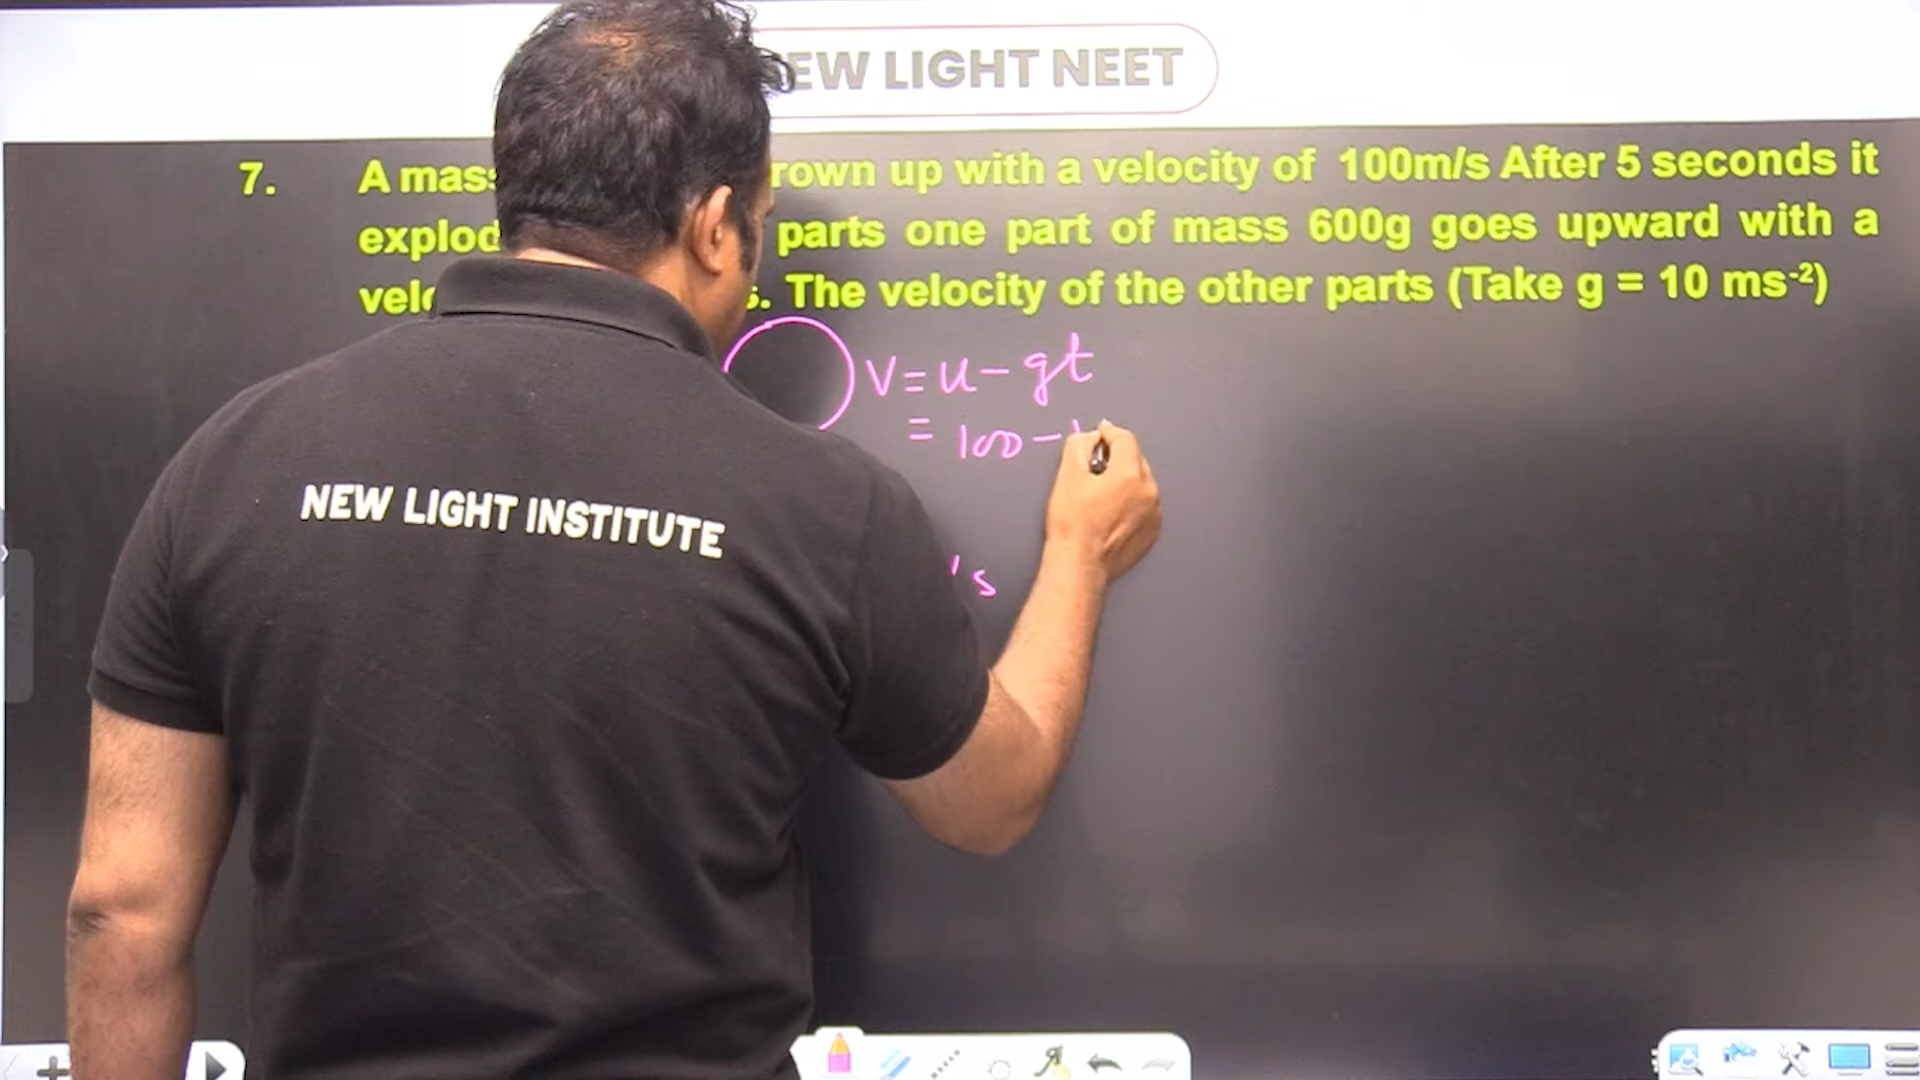 EW LIGHT NEET
7. A mass rown up with a velocity of 100m/s After 5 seconds it
explod parts one part of mass 600g goes upward with a
velo s. The velocity of the other parts (Take g = 10 ms⁻²)
V = u - gt
= 100 -
NEW LIGHT INSTITUTE
's